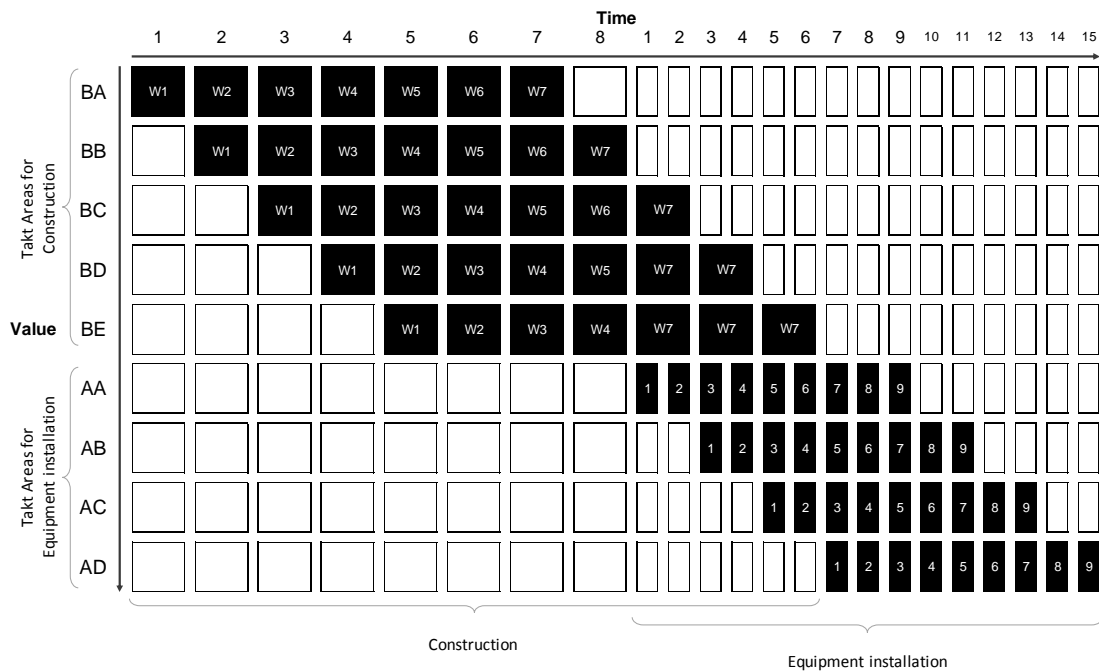 Time
1 2 3 4 5 6 7 8 1 2 3 4 5 6 7 8 9 10 11 12 13 14 15
Takt Areas for
Construction
BA W1 W2 W3 W4 W5 W6 W7
BB W1 W2 W3 W4 W5 W6 W7
BC W1 W2 W3 W4 W5 W6 W7
BD W1 W2 W3 W4 W5 W7 W7
Value BE W1 W2 W3 W4 W7 W7 W7
Takt Areas for
Equipment installation
AA 1 2 3 4 5 6 7 8 9
AB 1 2 3 4 5 6 7 8 9
AC 1 2 3 4 5 6 7 8 9
AD 1 2 3 4 5 6 7 8 9
Construction
Equipment installation